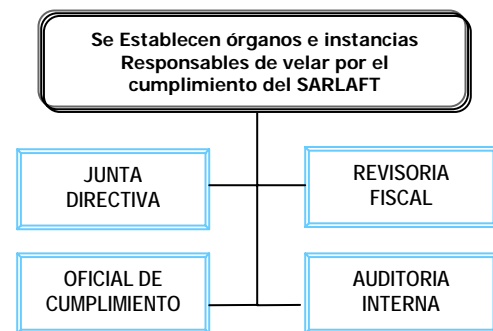 Se Establecen órganos e instancias
Responsables de velar por el
cumplimiento del SARLAFT
JUNTA
DIRECTIVA
REVISORIA
FISCAL
OFICIAL DE
CUMPLIMIENTO
AUDITORIA
INTERNA